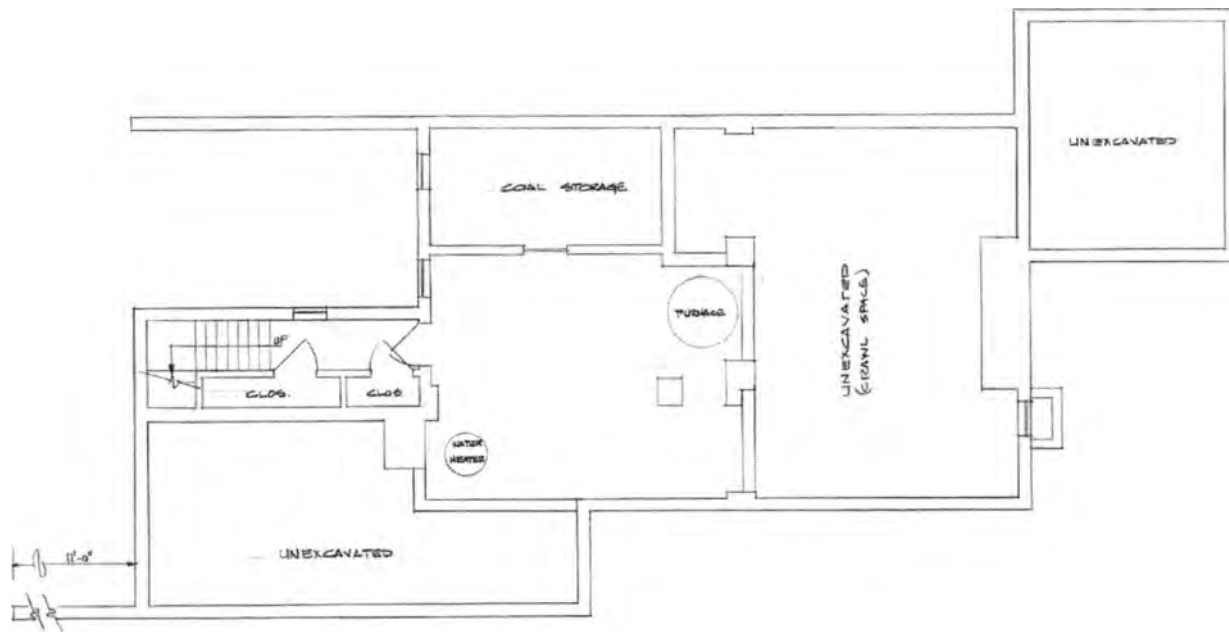 UNEXCAVATED
COAL STORAGE
UNEXCAVATED
(CRAWL SPACE)
FURNACE
UP
CLOS.
CLOS
WATER
HEATER
UNEXCAVATED
11'-0"